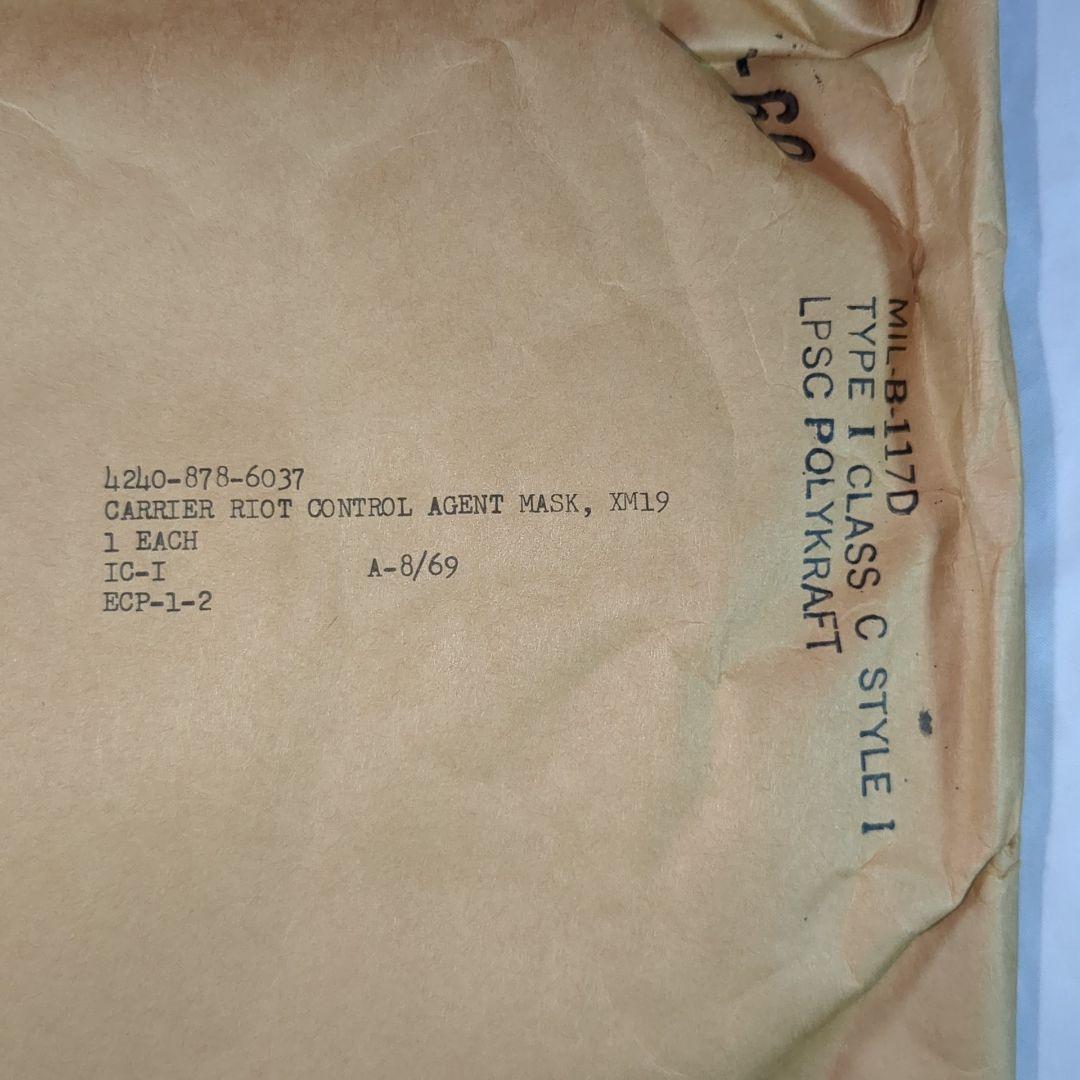 4240-878-6037
CARRIER RIOT CONTROL AGENT MASK, XM19
1 EACH
IC-I A-8/69
ECP-1-2
MIL-B-117D
TYPE I CLASS C STYLE I
LPSC POLYKRAFT